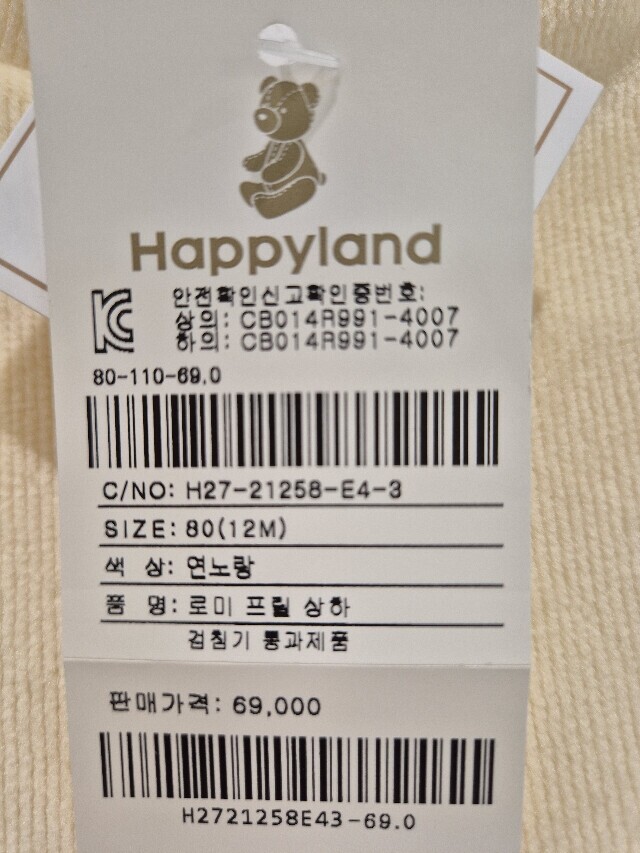 Happyland
안전확인신고확인증번호:
상의: CB014R991-4007
하의: CB014R991-4007
80-110-69.0
C/NO: H27-21258-E4-3
SIZE: 80(12M)
색 상: 연노랑
품 명: 로미 프릴 상하
검침기 통과제품
판매가격: 69,000
H2721258E43-69.0